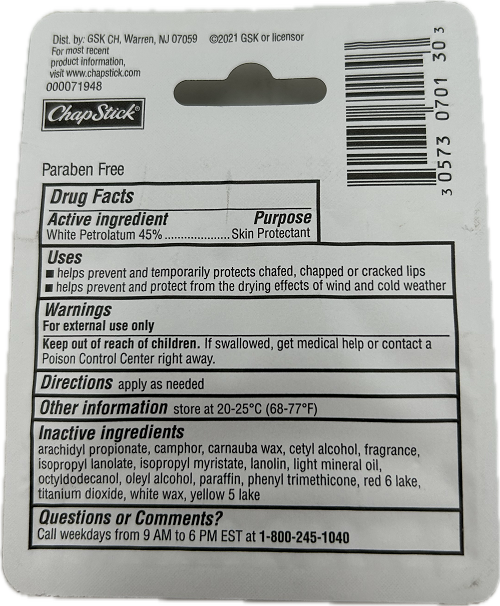 Dist. by: GSK CH, Warren, NJ 07059 ©2021 GSK or licensor
For most recent
product information,
visit www.chapstick.com
000071948
ChapStick®
3 0573 0701 30 3
Paraben Free
Drug Facts
Active ingredient Purpose
White Petrolatum 45%....................Skin Protectant
Uses
■ helps prevent and temporarily protects chafed, chapped or cracked lips
■ helps prevent and protect from the drying effects of wind and cold weather
Warnings
For external use only
Keep out of reach of children. If swallowed, get medical help or contact a
Poison Control Center right away.
Directions apply as needed
Other information store at 20-25°C (68-77°F)
Inactive ingredients
arachidyl propionate, camphor, carnauba wax, cetyl alcohol, fragrance,
isopropyl lanolate, isopropyl myristate, lanolin, light mineral oil,
octyldodecanol, oleyl alcohol, paraffin, phenyl trimethicone, red 6 lake,
titanium dioxide, white wax, yellow 5 lake
Questions or Comments?
Call weekdays from 9 AM to 6 PM EST at 1-800-245-1040